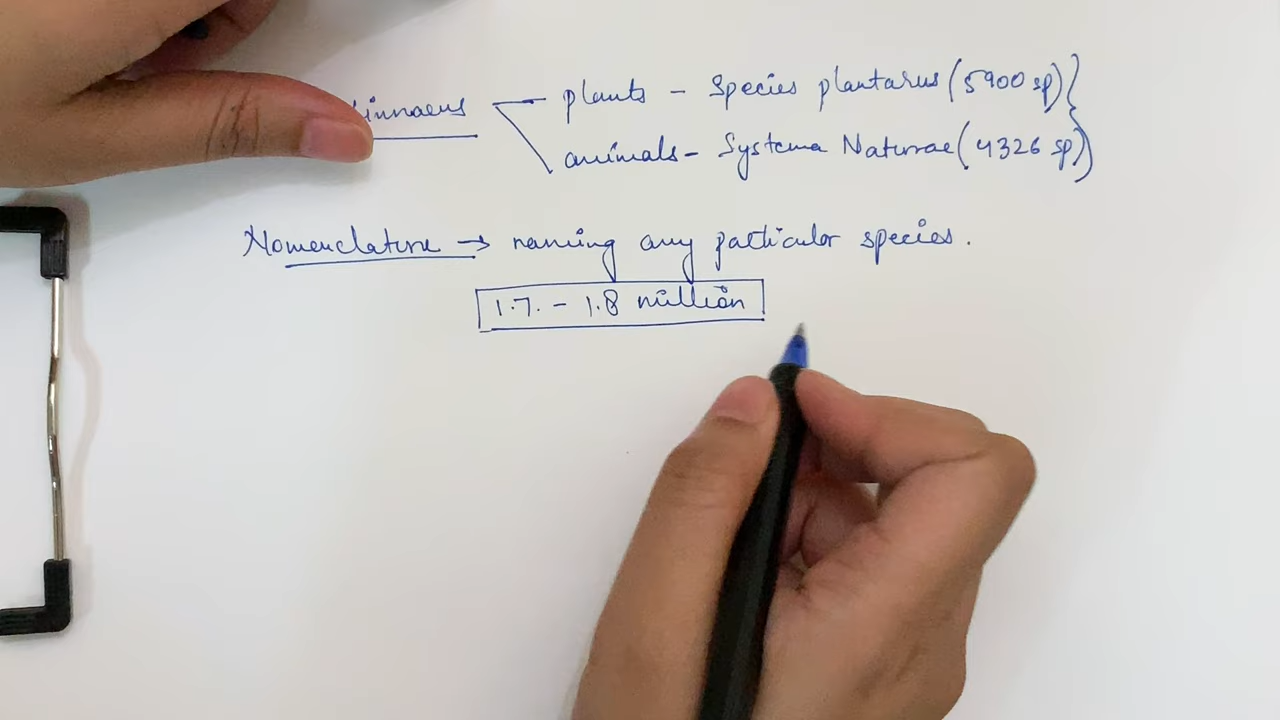 Linnaeus - plants - Species plantarus (5900 sp)
animals - Systema Naturae (4326 sp)
Nomenclature → naming any particular species.
1.7. - 1.8 million